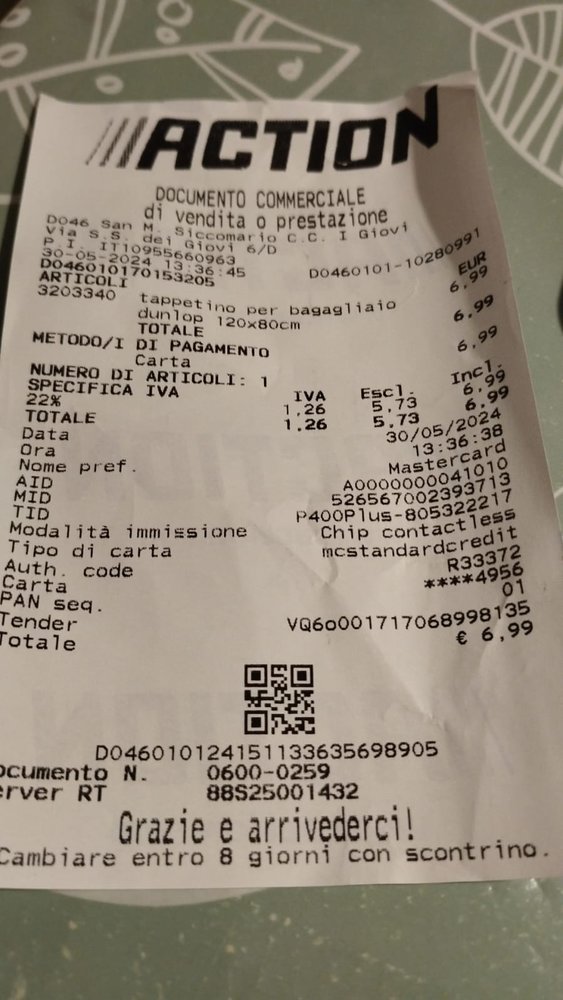 ACTION
DOCUMENTO COMMERCIALE
di vendita o prestazione
D046 San M. Siccomario C.C. I Giovi
Via S.S. dei Giovi 6/D
P.I. IT10955660963
30-05-2024 13:36:45 D0460101-10280991
D046010170153205
ARTICOLI EUR
3203340 tappetino per bagagliaio 6,99
dunlop 120x80cm
TOTALE 6,99
METODO/I DI PAGAMENTO
Carta 6,99
NUMERO DI ARTICOLI: 1
SPECIFICA IVA IVA Escl. Incl.
22% 1,26 5,73 6,99
TOTALE 1,26 5,73 6,99
Data 30/05/2024
Ora 13:36:38
Nome pref. Mastercard
AID A0000000041010
MID 526567002393713
TID P400Plus-805322217
Modalità immissione Chip contactless
Tipo di carta mcstandardcredit
Auth. code R33372
Carta ****4956
PAN seq. 01
Tender VQ6o001717068998135
Totale € 6,99
D046010124151133635698905
ocumento N. 0600-0259
erver RT 88S25001432
Grazie e arrivederci!
Cambiare entro 8 giorni con scontrino.